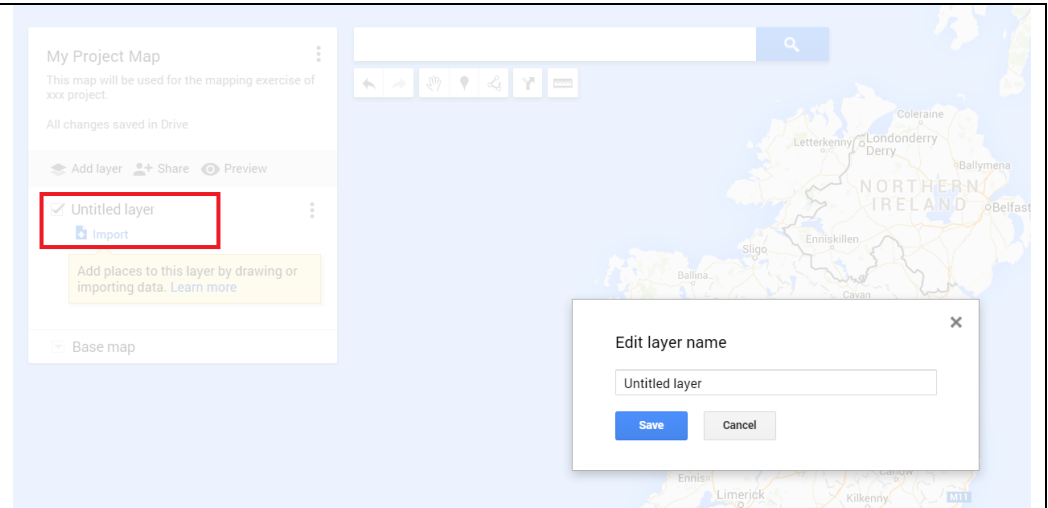 My Project Map
This map will be used for the mapping exercise of
xxx project.
All changes saved in Drive
Add layer Share Preview
Untitled layer
Import
Add places to this layer by drawing or
importing data. Learn more
Base map
Coleraine
Letterkenny
Londonderry
Derry
Ballymena
NORTHERN
IRELAND
Belfast
Enniskillen
Sligo
Ballina
Cavan
Edit layer name
Untitled layer
Save Cancel
Ennis
Carlow
Limerick
Kilkenny
M11